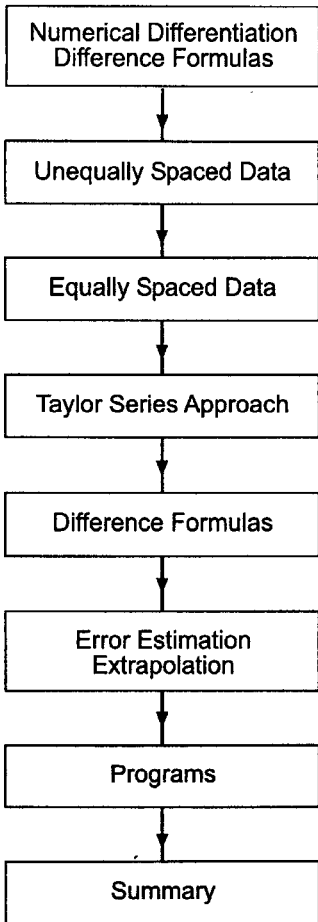 Numerical Differentiation
Difference Formulas
Unequally Spaced Data
Equally Spaced Data
Taylor Series Approach
Difference Formulas
Error Estimation
Extrapolation
Programs
Summary